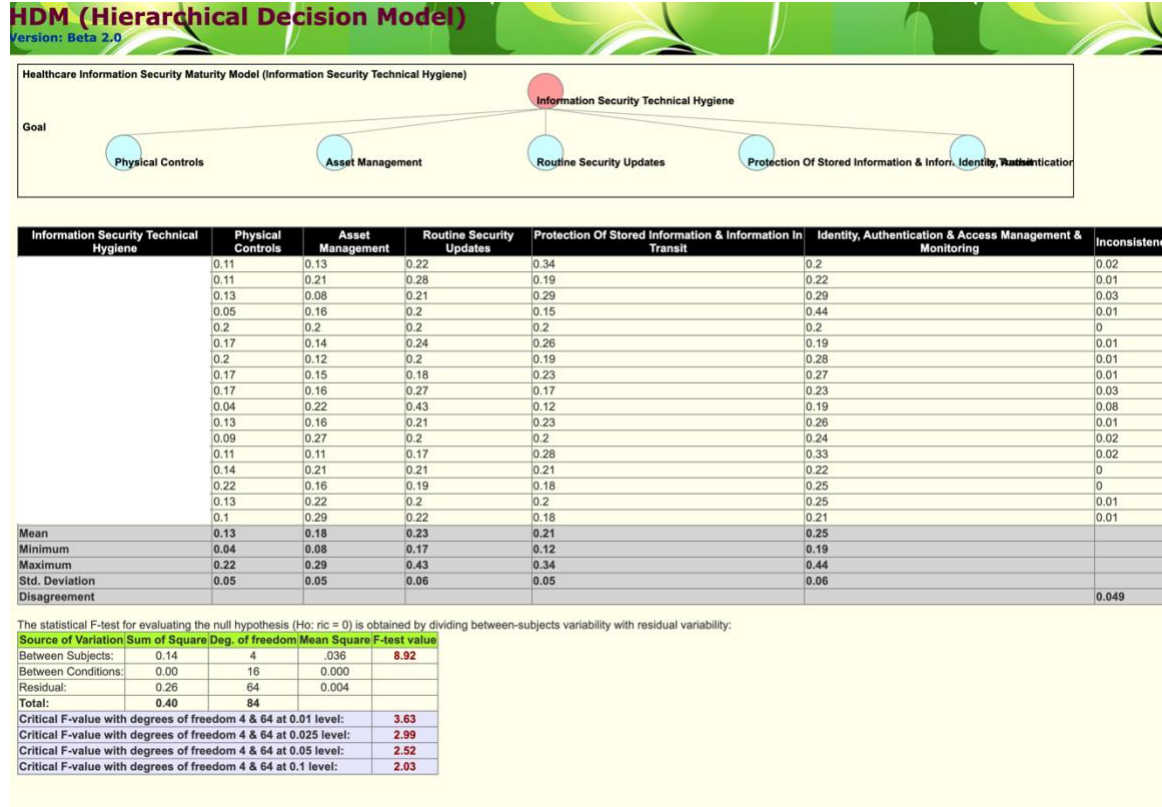 HDM (Hierarchical Decision Model)
Version: Beta 2.0
Healthcare Information Security Maturity Model (Information Security Technical Hygiene)
Information Security Technical Hygiene
Goal
Physical Controls Asset Management Routine Security Updates Protection Of Stored Information & Identity, Authentication
Information Security Technical Hygiene Physical Controls Asset Management Routine Security Updates Protection Of Stored Information & Information In Transit Identity, Authentication & Access Management & Monitoring Inconsistenc
0.11 0.13 0.22 0.34 0.2 0.02
0.11 0.21 0.28 0.19 0.22 0.01
0.13 0.08 0.21 0.29 0.29 0.03
0.05 0.16 0.2 0.15 0.44 0.01
0.2 0.2 0.2 0.2 0.2 0
0.17 0.14 0.24 0.26 0.19 0.01
0.2 0.12 0.2 0.19 0.28 0.01
0.17 0.15 0.18 0.23 0.27 0.01
0.17 0.16 0.27 0.17 0.23 0.03
0.04 0.22 0.43 0.12 0.19 0.08
0.13 0.16 0.21 0.23 0.26 0.01
0.09 0.27 0.2 0.2 0.24 0.02
0.11 0.11 0.17 0.28 0.33 0.02
0.14 0.21 0.21 0.21 0.22 0
0.22 0.16 0.19 0.18 0.25 0
0.13 0.22 0.2 0.2 0.25 0.01
0.1 0.29 0.22 0.18 0.21 0.01
Mean 0.13 0.18 0.23 0.21 0.25
Minimum 0.04 0.08 0.17 0.12 0.19
Maximum 0.22 0.29 0.43 0.34 0.44
Std. Deviation 0.05 0.05 0.06 0.05 0.06
Disagreement 0.049
The statistical F-test for evaluating the null hypothesis (Ho: ric = 0) is obtained by dividing between-subjects variability with residual variability:
Source of Variation Sum of Square Deg. of freedom Mean Square F-test value
Between Subjects: 0.14 4 .036 8.92
Between Conditions: 0.00 16 0.000
Residual: 0.26 64 0.004
Total: 0.40 84
Critical F-value with degrees of freedom 4 & 64 at 0.01 level: 3.63
Critical F-value with degrees of freedom 4 & 64 at 0.025 level: 2.99
Critical F-value with degrees of freedom 4 & 64 at 0.05 level: 2.52
Critical F-value with degrees of freedom 4 & 64 at 0.1 level: 2.03